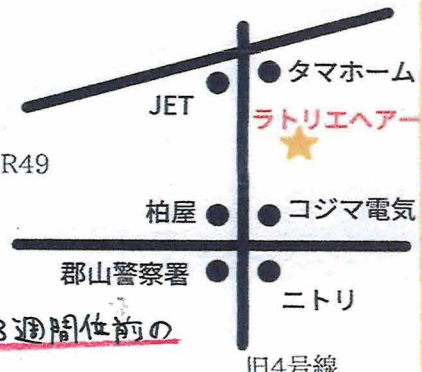 タマホーム
JET
ラトリエヘアー
R49
柏屋
コジマ電気
郡山警察署
ニトリ
3週間位前の
旧4号線